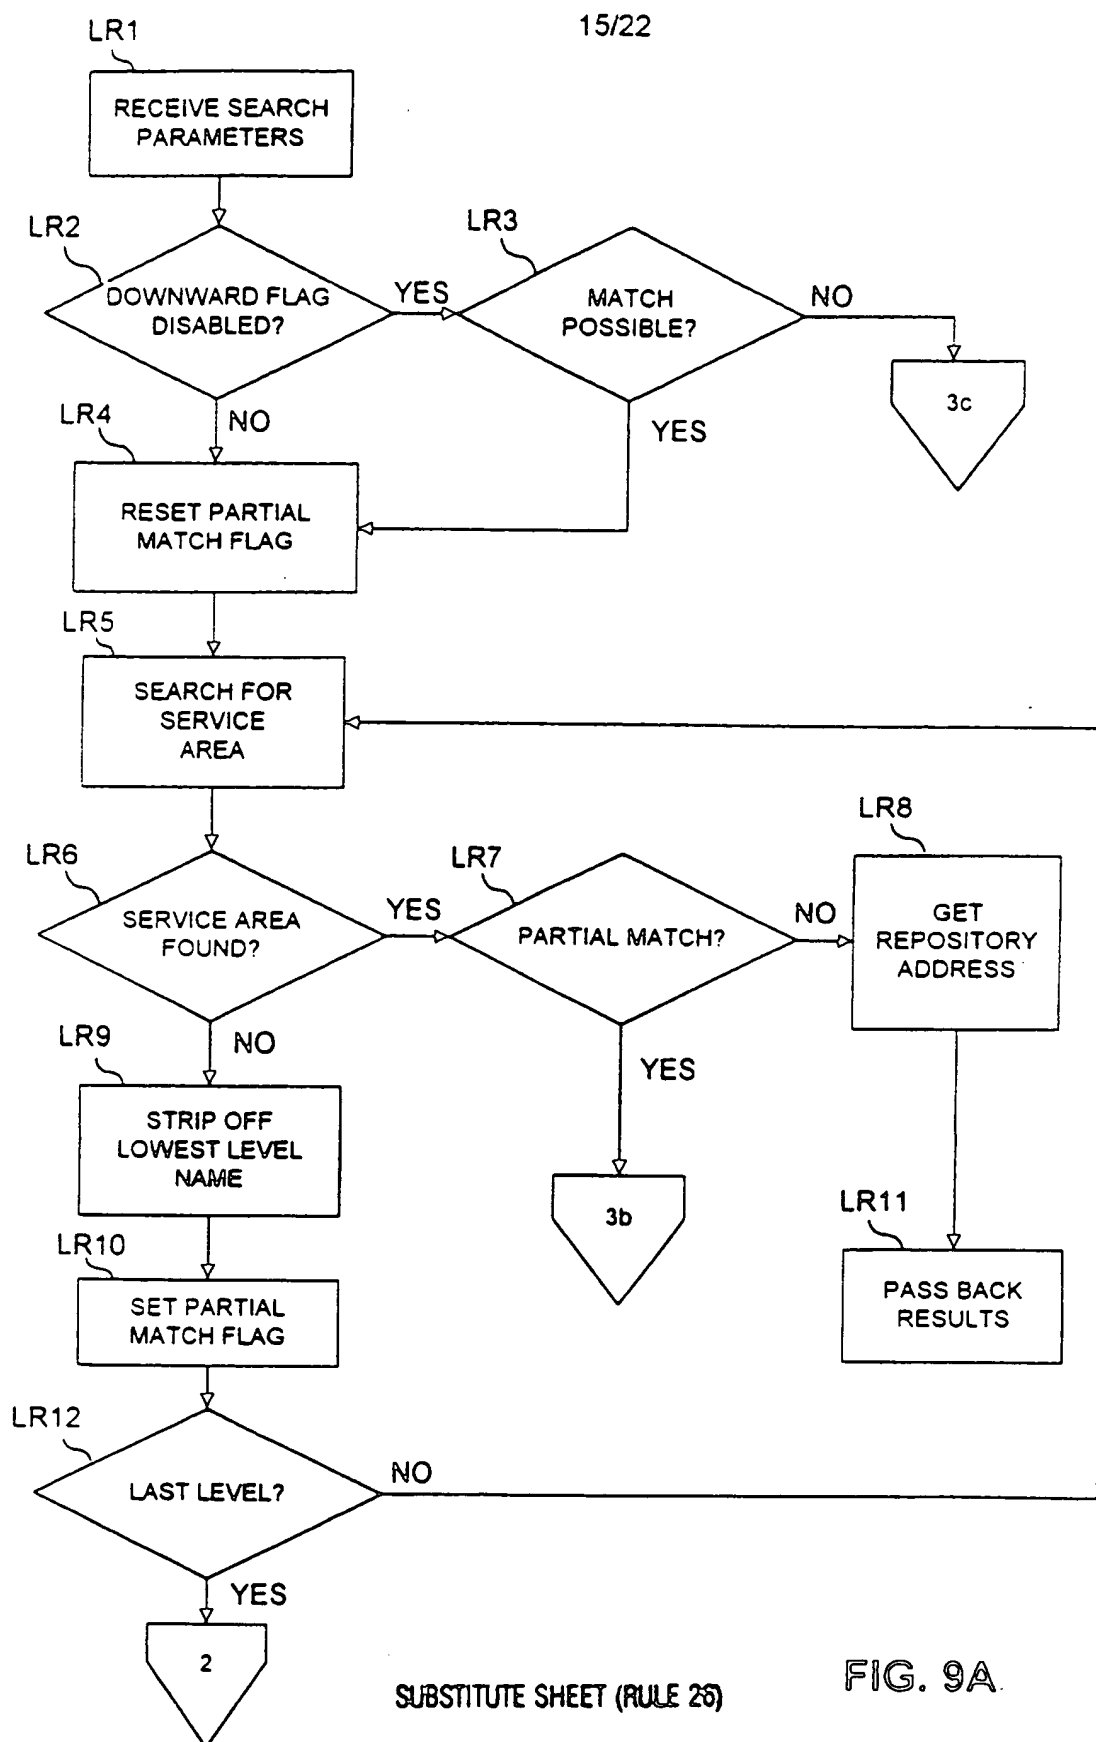 15/22
LR1
RECEIVE SEARCH
PARAMETERS
LR2
DOWNWARD FLAG
DISABLED?
YES
LR3
MATCH
POSSIBLE?
NO
3c
NO
YES
LR4
RESET PARTIAL
MATCH FLAG
LR5
SEARCH FOR
SERVICE
AREA
LR6
SERVICE AREA
FOUND?
YES
LR7
PARTIAL MATCH?
NO
LR8
GET
REPOSITORY
ADDRESS
NO
YES
LR9
STRIP OFF
LOWEST LEVEL
NAME
3b
LR11
PASS BACK
RESULTS
LR10
SET PARTIAL
MATCH FLAG
LR12
LAST LEVEL?
NO
YES
2
SUBSTITUTE SHEET (RULE 26)
FIG. 9A